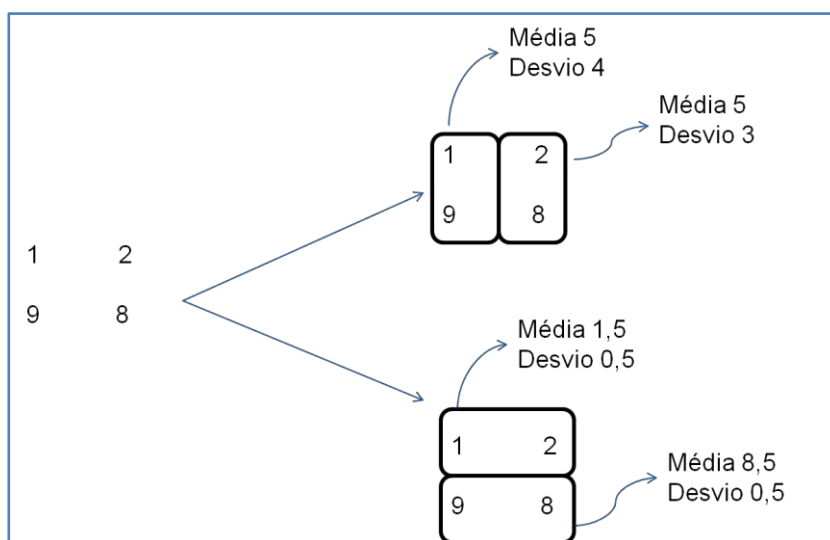 Média 5
Desvio 4
Média 5
Desvio 3
1 2
9 8
1 2
9 8
Média 1,5
Desvio 0,5
1 2
9 8
Média 8,5
Desvio 0,5